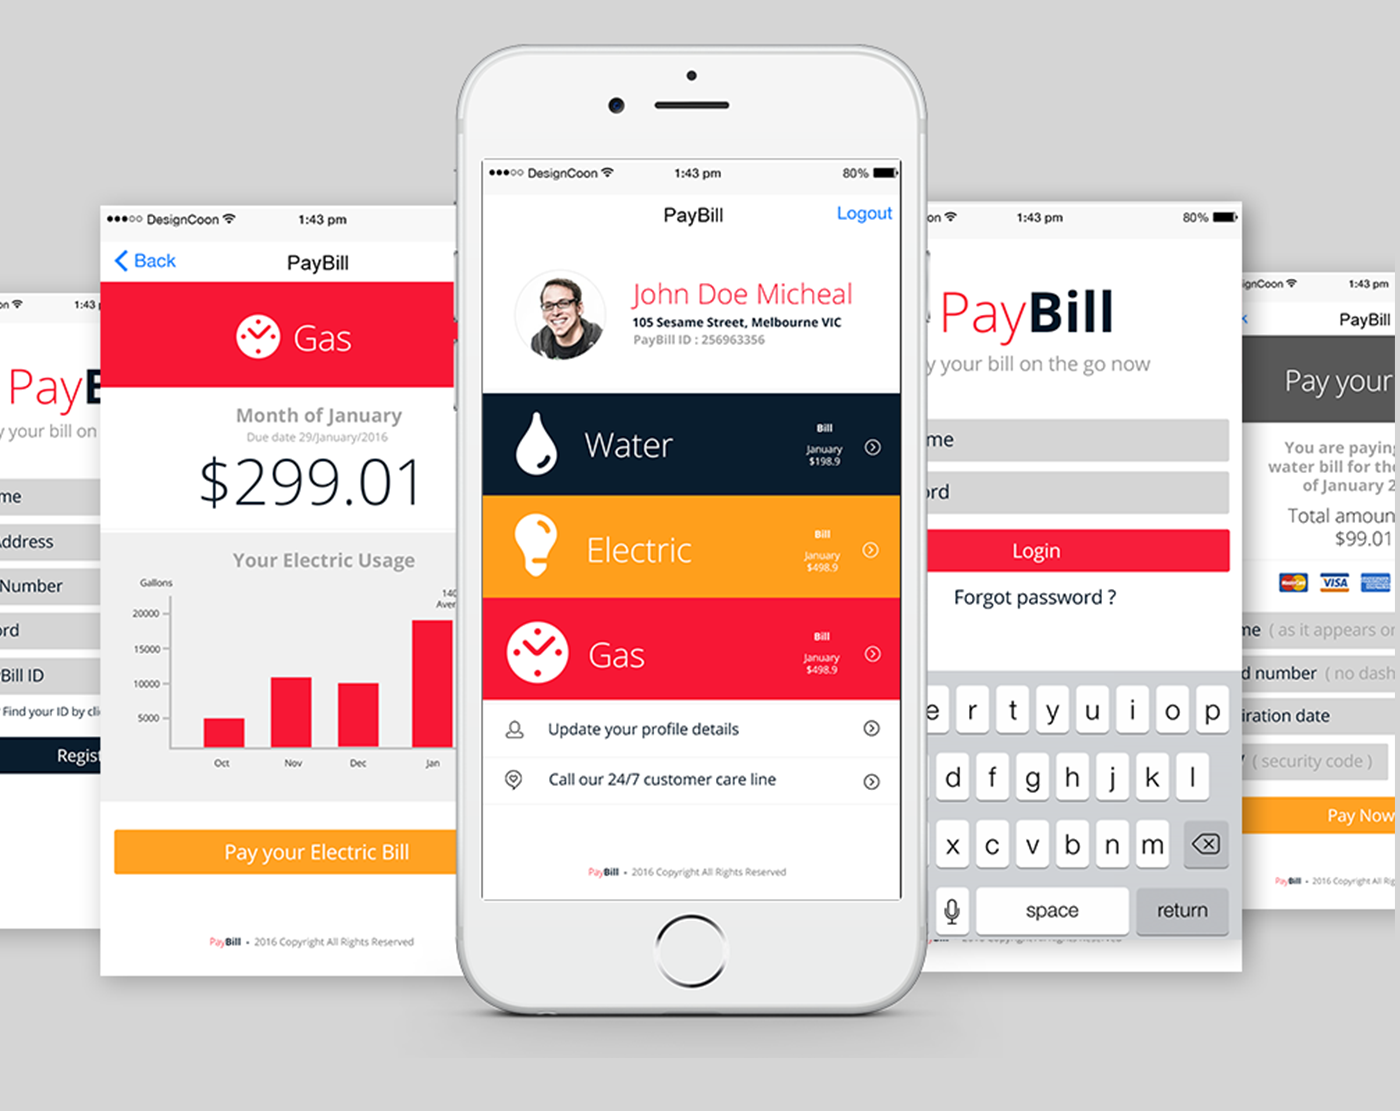 on 1:43 p
Pay
y your bill on
me
Address
Number
ord
Bill ID
Find your ID by cli
Regist
DesignCoon 1:43 pm
Back PayBill
Gas
Month of January
Due date 29/January/2016
$299.01
Your Electric Usage
Gallons
140
Aver
20000
15000
10000
5000
Oct Nov Dec Jan
Pay your Electric Bill
PayBill • 2016 Copyright All Rights Reserved
DesignCoon 1:43 pm 80%
PayBill Logout
John Doe Micheal
105 Sesame Street, Melbourne VIC
PayBill ID : 256963356
Water
Bill
January
$198.9
Electric
Bill
January
$498.9
Gas
Bill
January
$498.9
Update your profile details
Call our 24/7 customer care line
PayBill • 2016 Copyright All Rights Reserved
on 1:43 pm 80%
PayBill
y your bill on the go now
me
ord
Login
Forgot password ?
e r t y u i o p
d f g h j k l
x c v b n m
space return
ignCoon 1:43 pm
PayBill
Pay your
You are paying
water bill for the
of January 2
Total amoun
$99.01
MasterCard VISA
me ( as it appears or
d number ( no dash
iration date
( security code )
Pay Now
PayBill • 2016 Copyright All Rig